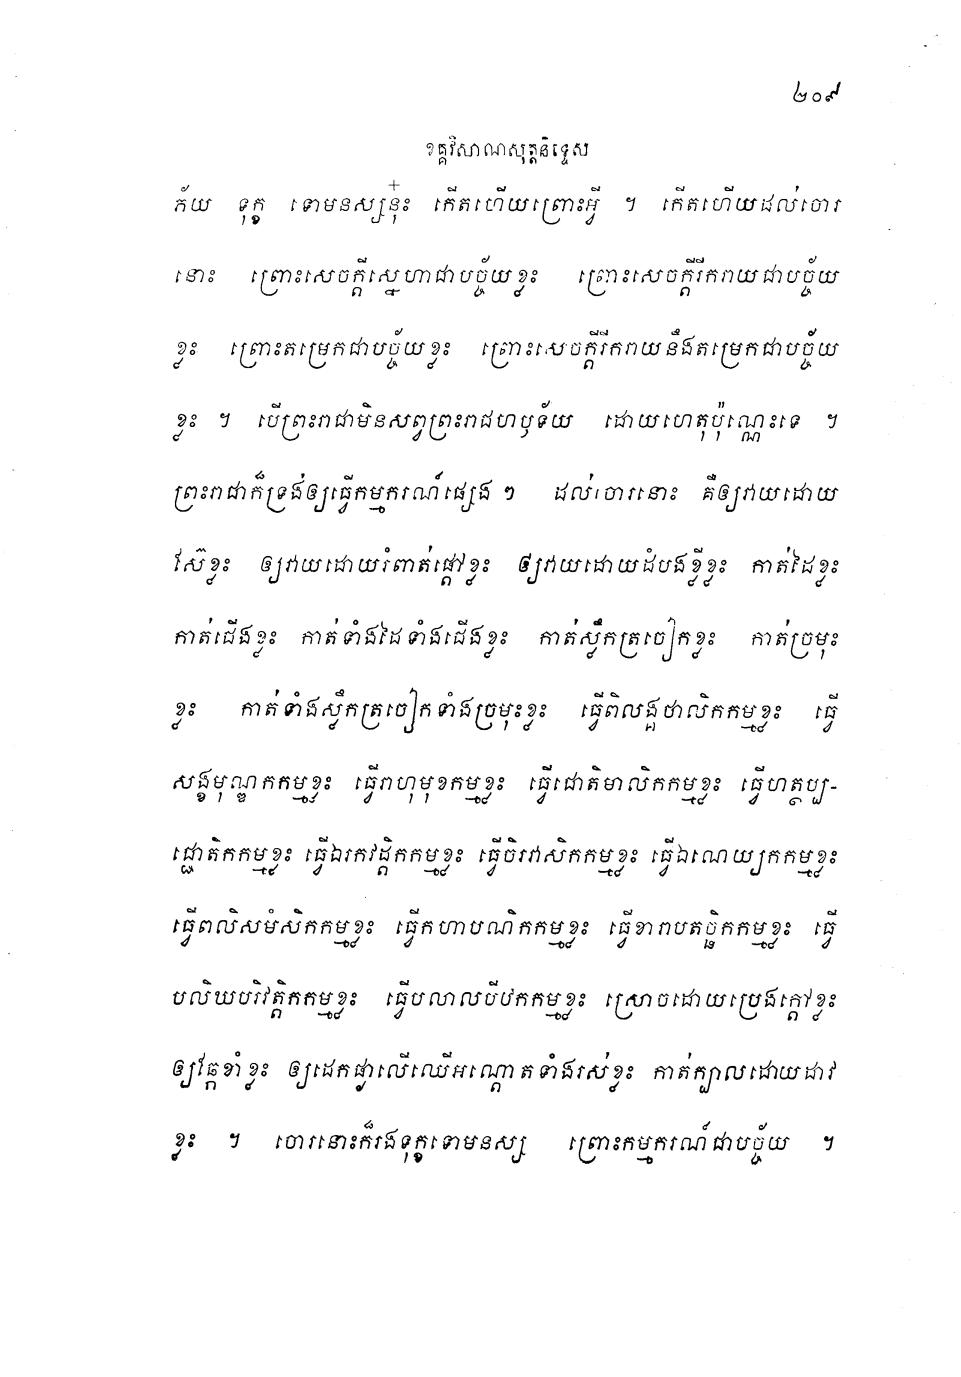 ២០៩
ខគ្គវិសាណសុត្តនិទ្ទេស
ភ័យ ទុក្ខ ទោមនស្សនុ៎ះ កើតហើយព្រោះអ្វី ។ កើតហើយដល់ចោរ
នោះ ព្រោះសេចក្តីស្នេហាជាបច្ច័យខ្លះ ព្រោះសេចក្តីរីករាយជាបច្ច័យ
ខ្លះ ព្រោះតម្រេកជាបច្ច័យខ្លះ ព្រោះសេចក្តីរីករាយនឹងតម្រេកជាបច្ច័យ
ខ្លះ ។ បើព្រះរាជាមិនសព្វព្រះរាជហឫទ័យ ដោយហេតុប៉ុណ្ណេះទេ ។
ព្រះរាជាក៏ទ្រង់ឲ្យធ្វើកម្មករណ៍ផ្សេង ៗ ដល់ចោរនោះ គឺឲ្យវាយដោយ
រំស៊ែខ្លះ ឲ្យវាយដោយរំពាត់ផ្តៅខ្លះ ឲ្យវាយដោយដំបងខ្លីខ្លះ កាត់ដៃខ្លះ
កាត់ជើងខ្លះ កាត់ទាំងដៃទាំងជើងខ្លះ កាត់ស្លឹកត្រចៀកខ្លះ កាត់ច្រមុះ
ខ្លះ កាត់ទាំងស្លឹកត្រចៀកទាំងច្រមុះខ្លះ ធ្វើពិលង្គថាលិកកម្មខ្លះ ធ្វើ
សង្ខមុណ្ឌកកម្មខ្លះ ធ្វើរាហុមុខកម្មខ្លះ ធ្វើជោតិមាលិកកម្មខ្លះ ធ្វើហត្ថប្ប-
ជ្ជោតិកកម្មខ្លះ ធ្វើឯរកវដ្តិកកម្មខ្លះ ធ្វើចិរវាសិកកម្មខ្លះ ធ្វើឯណេយ្យកកម្មខ្លះ
ធ្វើពលិសមំសិកកម្មខ្លះ ធ្វើកហាបណិកកម្មខ្លះ ធ្វើខារាបតច្ឆិកកម្មខ្លះ ធ្វើ
បលិឃបរិវត្តិកកម្មខ្លះ ធ្វើបលាលបីឋកកម្មខ្លះ ស្រោចដោយប្រេងក្តៅខ្លះ
ឲ្យឆ្កែខាំខ្លះ ឲ្យដេកផ្ងាលើឈើអណ្តោតទាំងរស់ខ្លះ កាត់ក្បាលដោយដាវ
ខ្លះ ។ ចោរនោះក៏រងទុក្ខទោមនស្ស ព្រោះកម្មករណ៍ជាបច្ច័យ ។